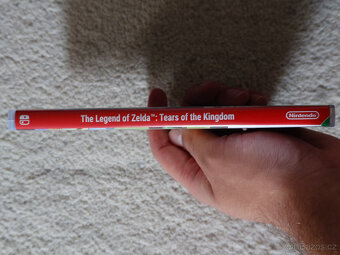 The Legend of Zelda™: Tears of the Kingdom
Nintendo